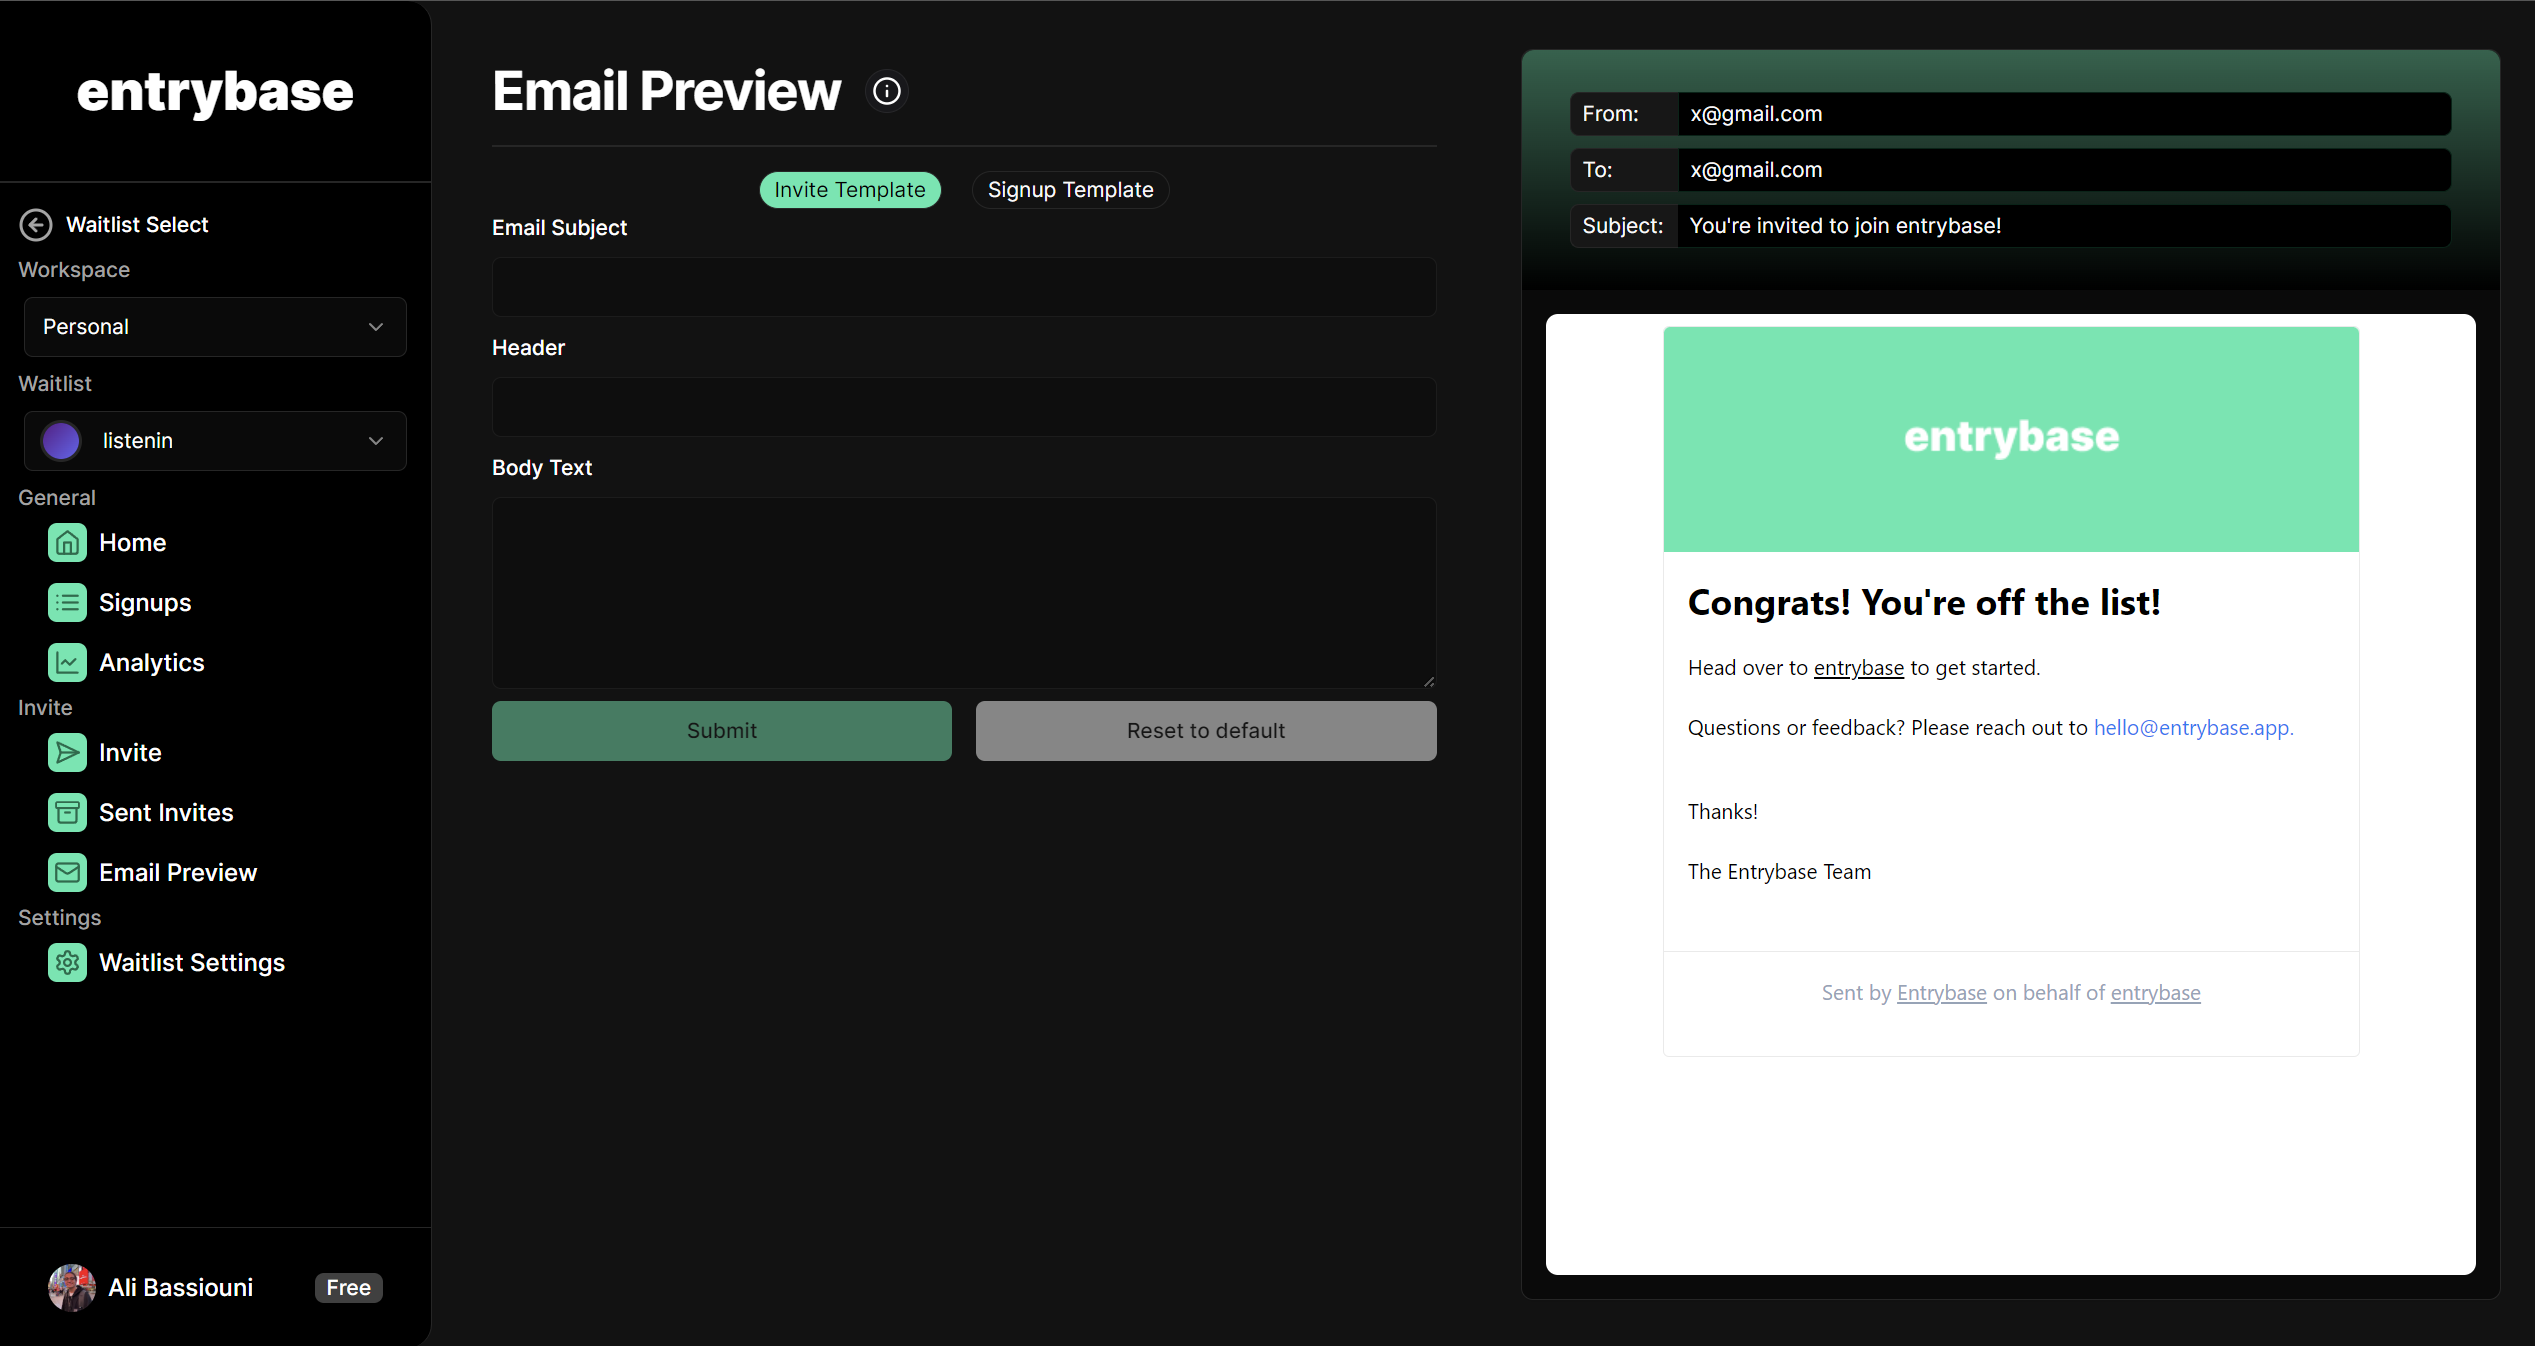 entrybase
Waitlist Select
Workspace
Personal
Waitlist
listenin
General
Home
Signups
Analytics
Invite
Invite
Sent Invites
Email Preview
Settings
Waitlist Settings
Ali Bassiouni Free
Email Preview
Invite Template Signup Template
Email Subject
Header
Body Text
Submit Reset to default
From: x@gmail.com
To: x@gmail.com
Subject: You're invited to join entrybase!
entrybase
Congrats! You're off the list!
Head over to entrybase to get started.
Questions or feedback? Please reach out to hello@entrybase.app.
Thanks!
The Entrybase Team
Sent by Entrybase on behalf of entrybase